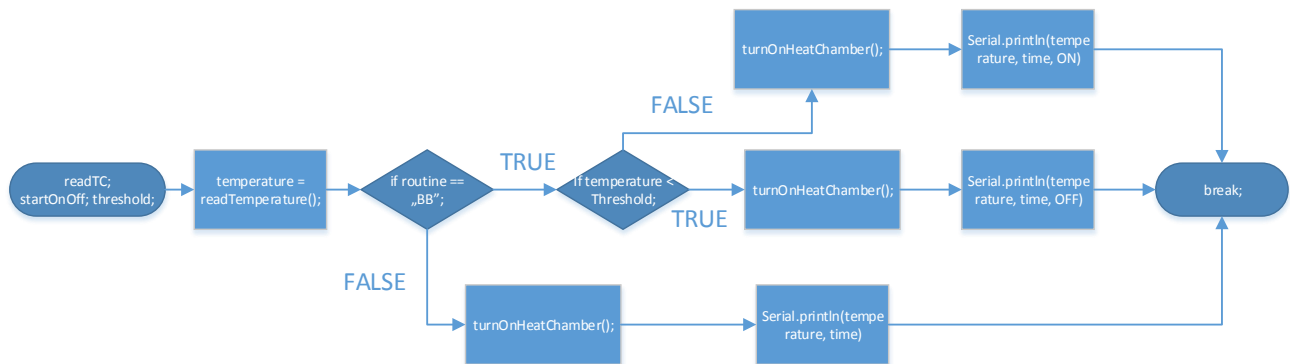 turnOnHeatChamber();
Serial.println(tempe
rature, time, ON)
FALSE
readTC;
startOnOff; threshold;
temperature =
readTemperature();
if routine ==
„BB”;
TRUE
If temperature <
Threshold;
TRUE
turnOnHeatChamber();
Serial.println(tempe
rature, time, OFF)
break;
FALSE
turnOnHeatChamber();
Serial.println(tempe
rature, time)